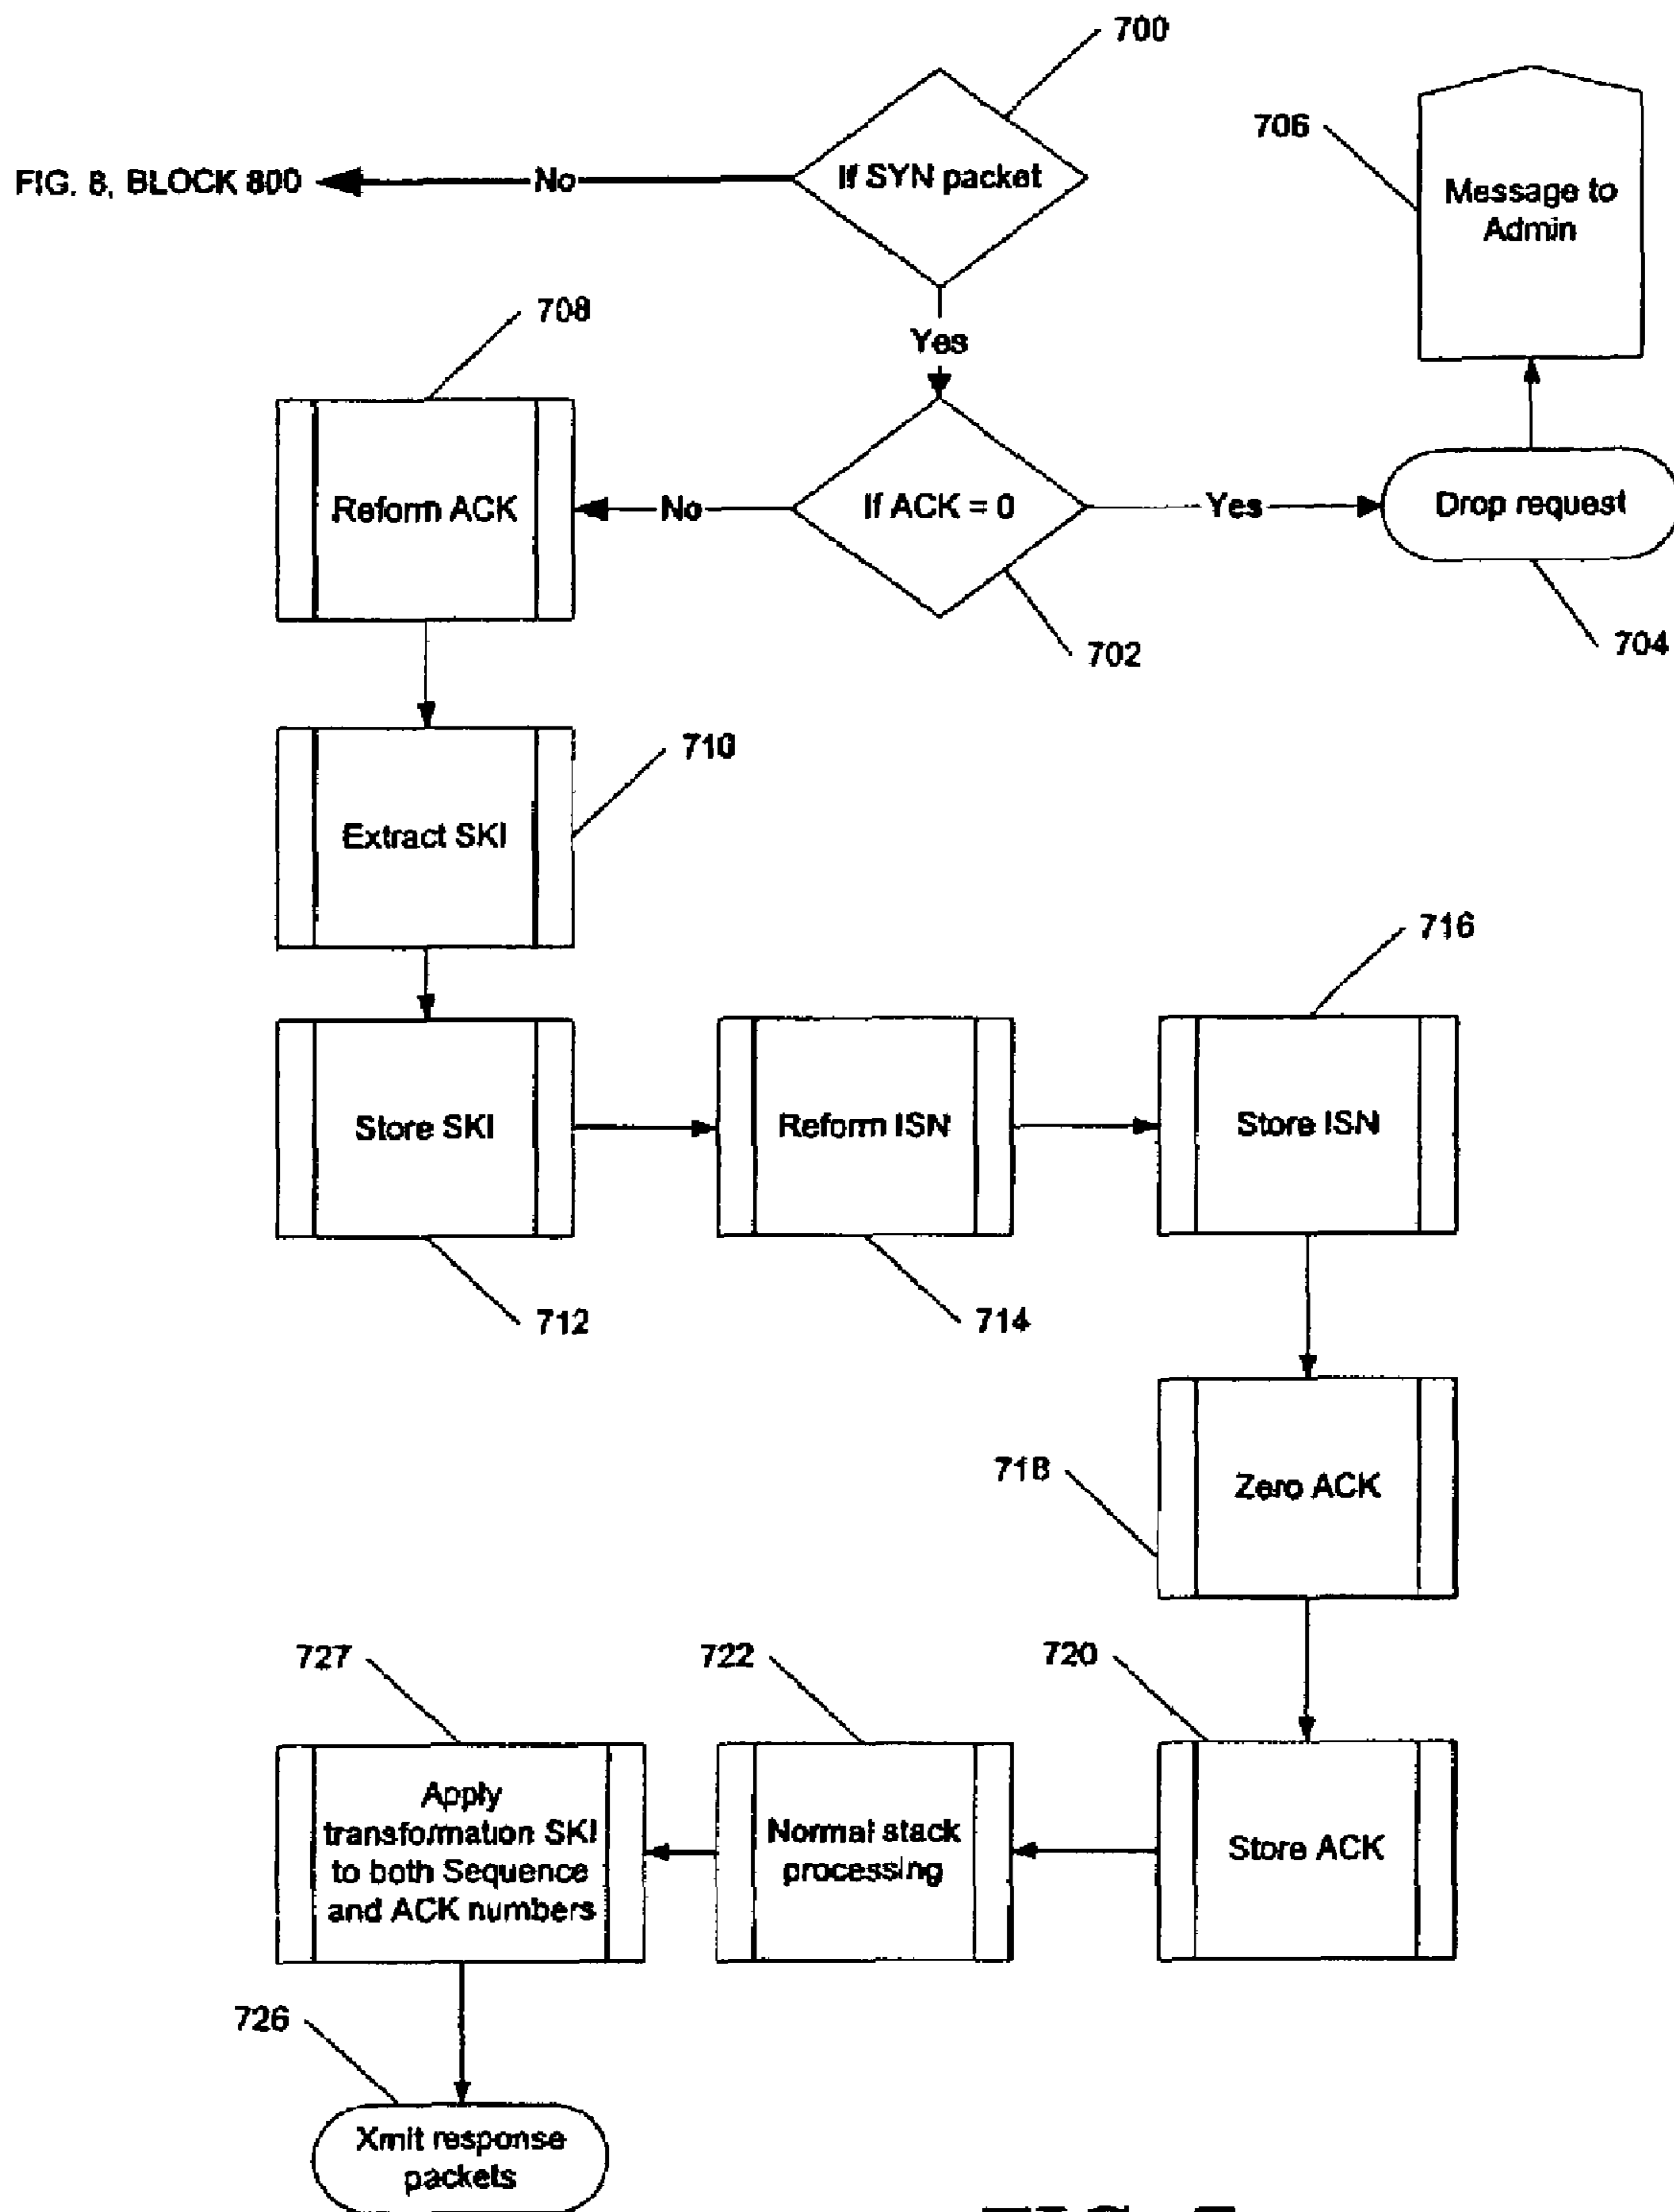 700
706
Message to
Admin
FIG. 8, BLOCK 800
No
If SYN packet
Yes
708
Reform ACK
No
If ACK = 0
Yes
Drop request
702
704
710
Extract SKI
716
Store SKI
Reform ISN
Store ISN
712
714
718
Zero ACK
727
722
720
Apply
transformation SKI
to both Sequence
and ACK numbers
Normal stack
processing
Store ACK
726
Xmit response
packets